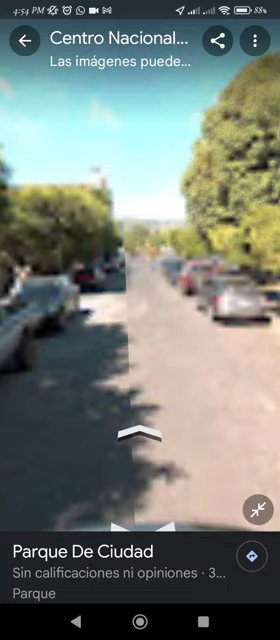 4:54 PM
88%
Centro Nacional...
Las imágenes puede...
Parque De Ciudad
Sin calificaciones ni opiniones · 3...
Parque